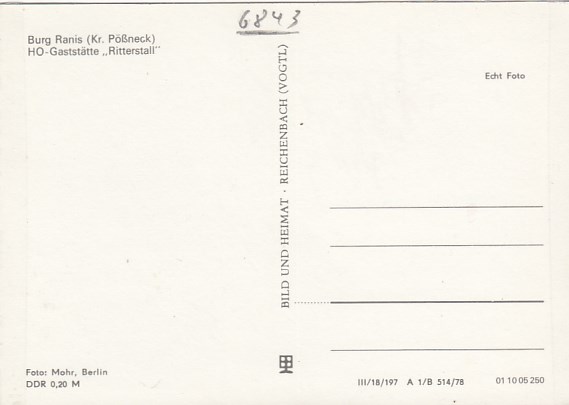 6843
Burg Ranis (Kr. Pößneck)
HO-Gaststätte „Ritterstall"
Echt Foto
BILD UND HEIMAT · REICHENBACH (VOGTL)
Foto: Mohr, Berlin
DDR 0,20 M
III/18/197 A 1/B 514/78 01 10 05 250